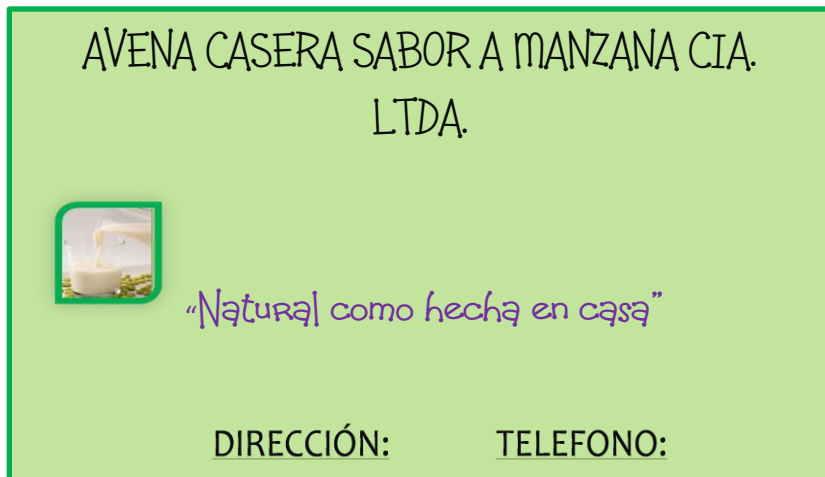 AVENA CASERA SABOR A MANZANA CIA.
LTDA.
“Natural como hecha en casa”
DIRECCIÓN: TELEFONO: